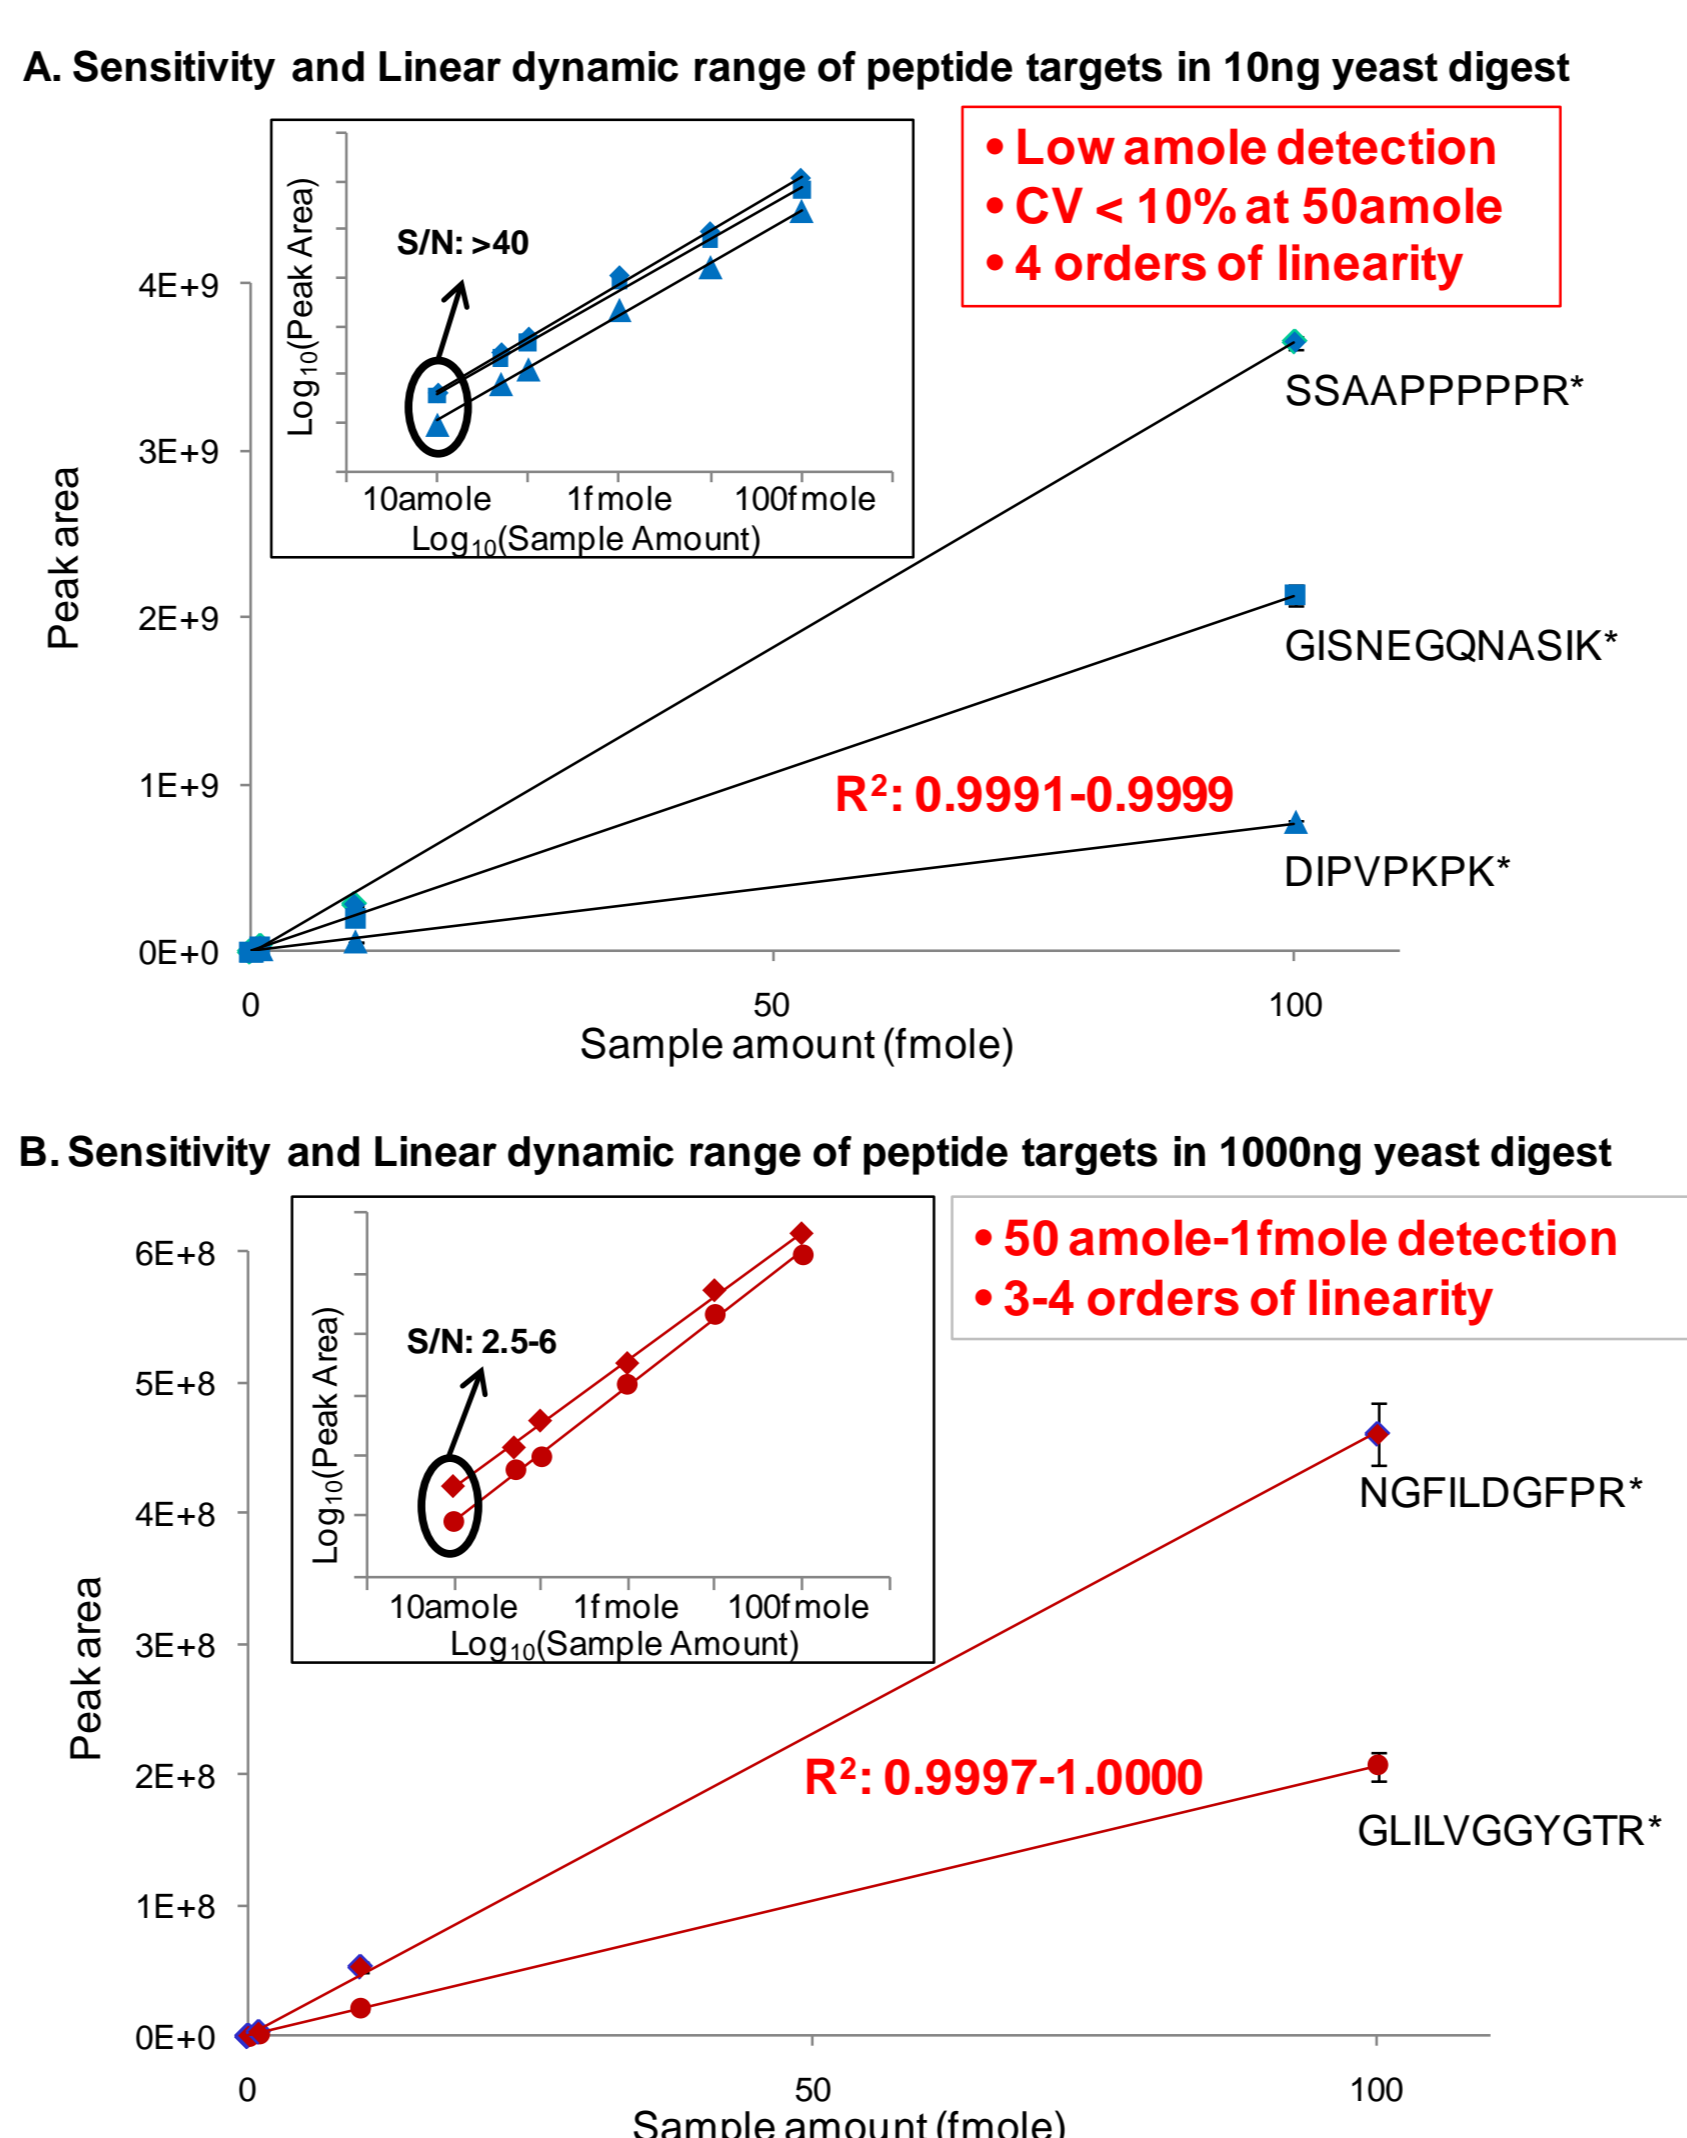 A. Sensitivity and Linear dynamic range of peptide targets in 10ng yeast digest
• Low amole detection
• CV < 10% at 50amole
• 4 orders of linearity
Log10(Peak Area)
S/N: >40
10amole 1fmole 100fmole
Log10(Sample Amount)
Peak area
4E+9
3E+9
2E+9
1E+9
0E+0
SSAAPPPPPR*
GISNEGQNASIK*
R²: 0.9991-0.9999
DIPVPKPK*
0 50 100
Sample amount (fmole)
B. Sensitivity and Linear dynamic range of peptide targets in 1000ng yeast digest
• 50 amole-1fmole detection
• 3-4 orders of linearity
Log10(Peak Area)
S/N: 2.5-6
10amole 1fmole 100fmole
Log10(Sample Amount)
Peak area
6E+8
5E+8
4E+8
3E+8
2E+8
1E+8
0E+0
NGFILDGFPR*
R²: 0.9997-1.0000
GLILVGGYGTR*
0 50 100
Sample amount (fmole)